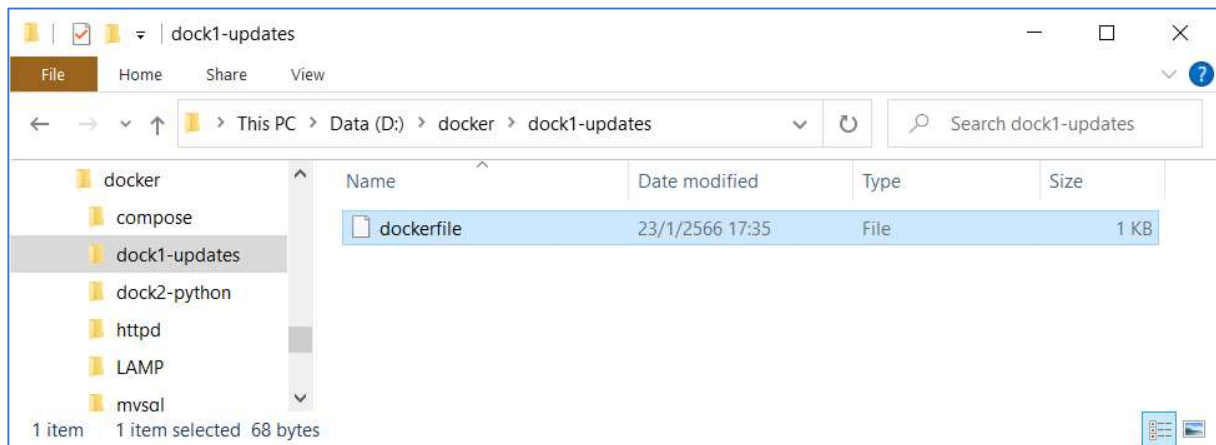 dock1-updates
File Home Share View
This PC > Data (D:) > docker > dock1-updates
Search dock1-updates
Name Date modified Type Size
docker
compose
dock1-updates
dock2-python
httpd
LAMP
mysql
dockerfile 23/1/2566 17:35 File 1 KB
1 item 1 item selected 68 bytes